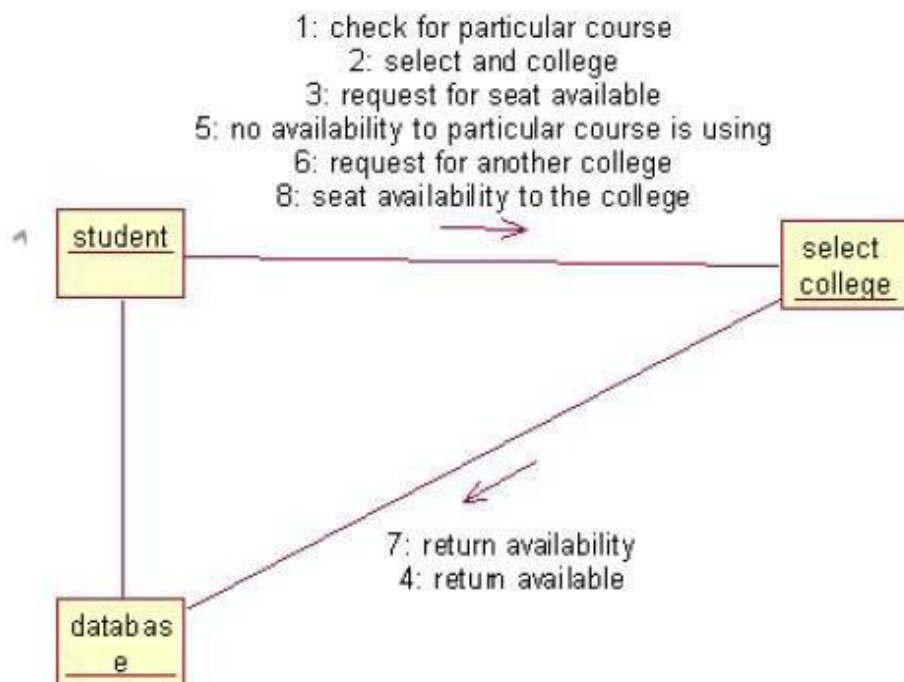 1: check for particular course
2: select and college
3: request for seat available
5: no availability to particular course is using
6: request for another college
8: seat availability to the college
student
select
college
7: return availability
4: return available
databas
e